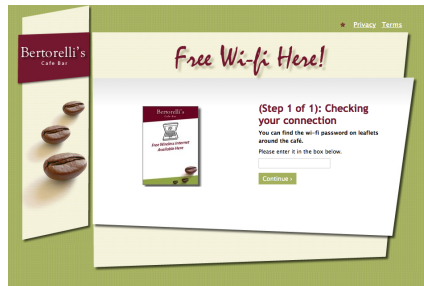 Privacy Terms
Bertorelli's
Cafe Bar
Free Wi-fi Here!
Bertorelli's
Cafe Bar
Free Wireless Internet
Available Here
(Step 1 of 1): Checking
your connection
You can find the wi-fi password on leaflets
around the café.
Please enter it in the box below.
Continue ›